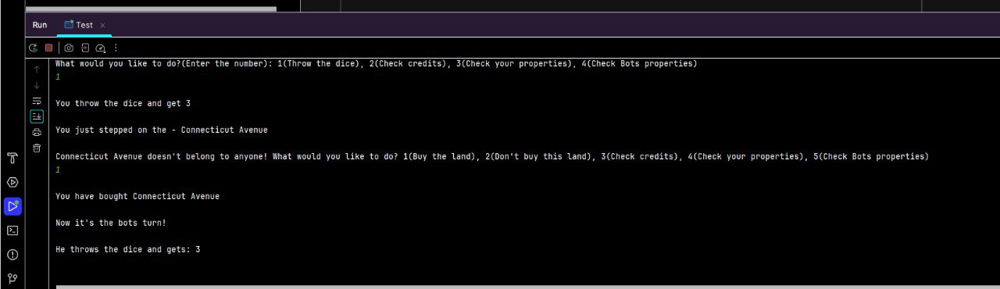 Run
Test
What would you like to do?(Enter the number): 1(Throw the dice), 2(Check credits), 3(Check your properties), 4(Check Bots properties)
1
You throw the dice and get 3
You just stepped on the - Connecticut Avenue
Connecticut Avenue doesn't belong to anyone! What would you like to do? 1(Buy the land), 2(Don't buy this land), 3(Check credits), 4(Check your properties), 5(Check Bots properties)
1
You have bought Connecticut Avenue
Now it's the bots turn!
He throws the dice and gets: 3